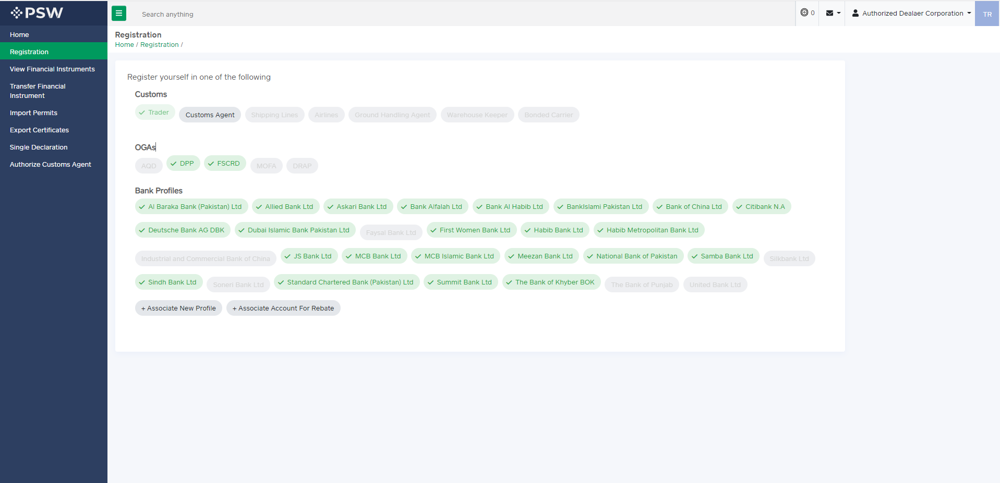 PSW
Search anything
0
Authorized Dealaer Corporation
TR
Home
Registration
View Financial Instruments
Transfer Financial
Instrument
Import Permits
Export Certificates
Single Declaration
Authorize Customs Agent
Registration
Home / Registration /
Register yourself in one of the following
Customs
Trader Customs Agent Shipping Lines Airlines Ground Handling Agent Warehouse Keeper Bonded Carrier
OGAs
AQD DPP FSCRD MOFA DRAP
Bank Profiles
Al Baraka Bank (Pakistan) Ltd Allied Bank Ltd Askari Bank Ltd Bank Alfalah Ltd Bank Al Habib Ltd BankIslami Pakistan Ltd Bank of China Ltd Citibank N.A
Deutsche Bank AG DBK Dubai Islamic Bank Pakistan Ltd Faysal Bank Ltd First Women Bank Ltd Habib Bank Ltd Habib Metropolitan Bank Ltd
Industrial and Commercial Bank of China JS Bank Ltd MCB Bank Ltd MCB Islamic Bank Ltd Meezan Bank Ltd National Bank of Pakistan Samba Bank Ltd Silkbank Ltd
Sindh Bank Ltd Soneri Bank Ltd Standard Chartered Bank (Pakistan) Ltd Summit Bank Ltd The Bank of Khyber BOK The Bank of Punjab United Bank Ltd
+ Associate New Profile + Associate Account For Rebate